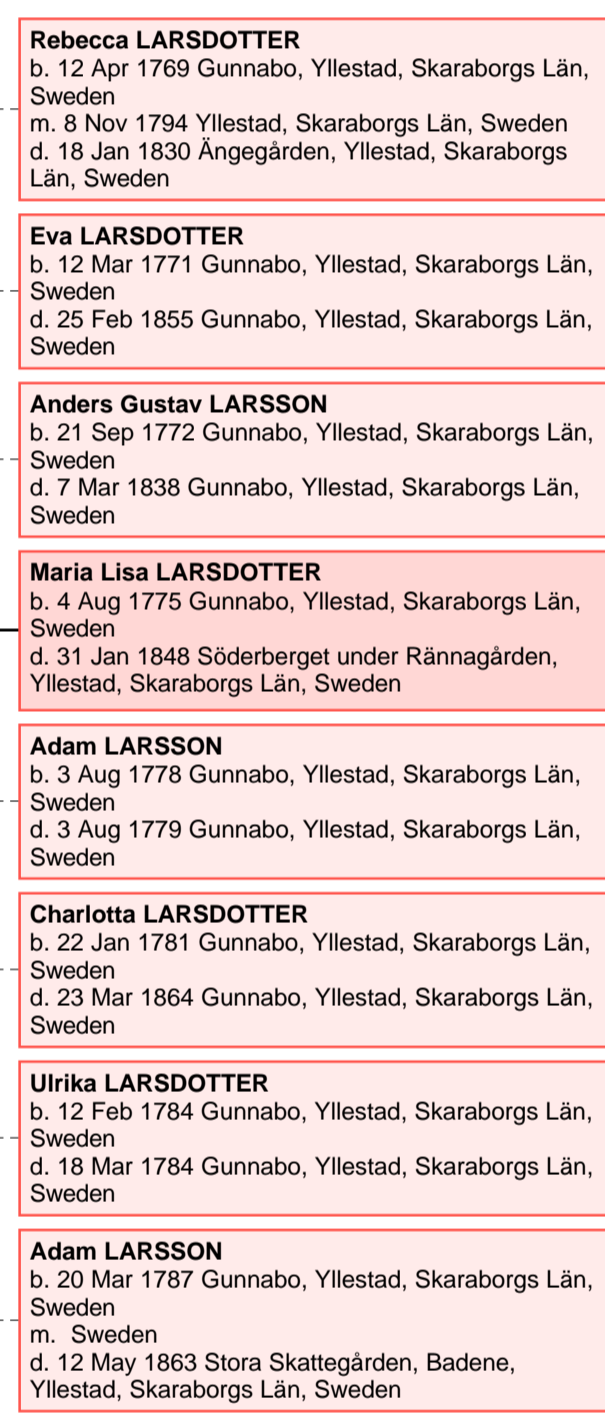 Rebecca LARSDOTTER
b. 12 Apr 1769 Gunnabo, Yllestad, Skaraborgs Län,
Sweden
m. 8 Nov 1794 Yllestad, Skaraborgs Län, Sweden
d. 18 Jan 1830 Ängegården, Yllestad, Skaraborgs
Län, Sweden
Eva LARSDOTTER
b. 12 Mar 1771 Gunnabo, Yllestad, Skaraborgs Län,
Sweden
d. 25 Feb 1855 Gunnabo, Yllestad, Skaraborgs Län,
Sweden
Anders Gustav LARSSON
b. 21 Sep 1772 Gunnabo, Yllestad, Skaraborgs Län,
Sweden
d. 7 Mar 1838 Gunnabo, Yllestad, Skaraborgs Län,
Sweden
Maria Lisa LARSDOTTER
b. 4 Aug 1775 Gunnabo, Yllestad, Skaraborgs Län,
Sweden
d. 31 Jan 1848 Söderberget under Rännagården,
Yllestad, Skaraborgs Län, Sweden
Adam LARSSON
b. 3 Aug 1778 Gunnabo, Yllestad, Skaraborgs Län,
Sweden
d. 3 Aug 1779 Gunnabo, Yllestad, Skaraborgs Län,
Sweden
Charlotta LARSDOTTER
b. 22 Jan 1781 Gunnabo, Yllestad, Skaraborgs Län,
Sweden
d. 23 Mar 1864 Gunnabo, Yllestad, Skaraborgs Län,
Sweden
Ulrika LARSDOTTER
b. 12 Feb 1784 Gunnabo, Yllestad, Skaraborgs Län,
Sweden
d. 18 Mar 1784 Gunnabo, Yllestad, Skaraborgs Län,
Sweden
Adam LARSSON
b. 20 Mar 1787 Gunnabo, Yllestad, Skaraborgs Län,
Sweden
m.  Sweden
d. 12 May 1863 Stora Skattegården, Badene,
Yllestad, Skaraborgs Län, Sweden